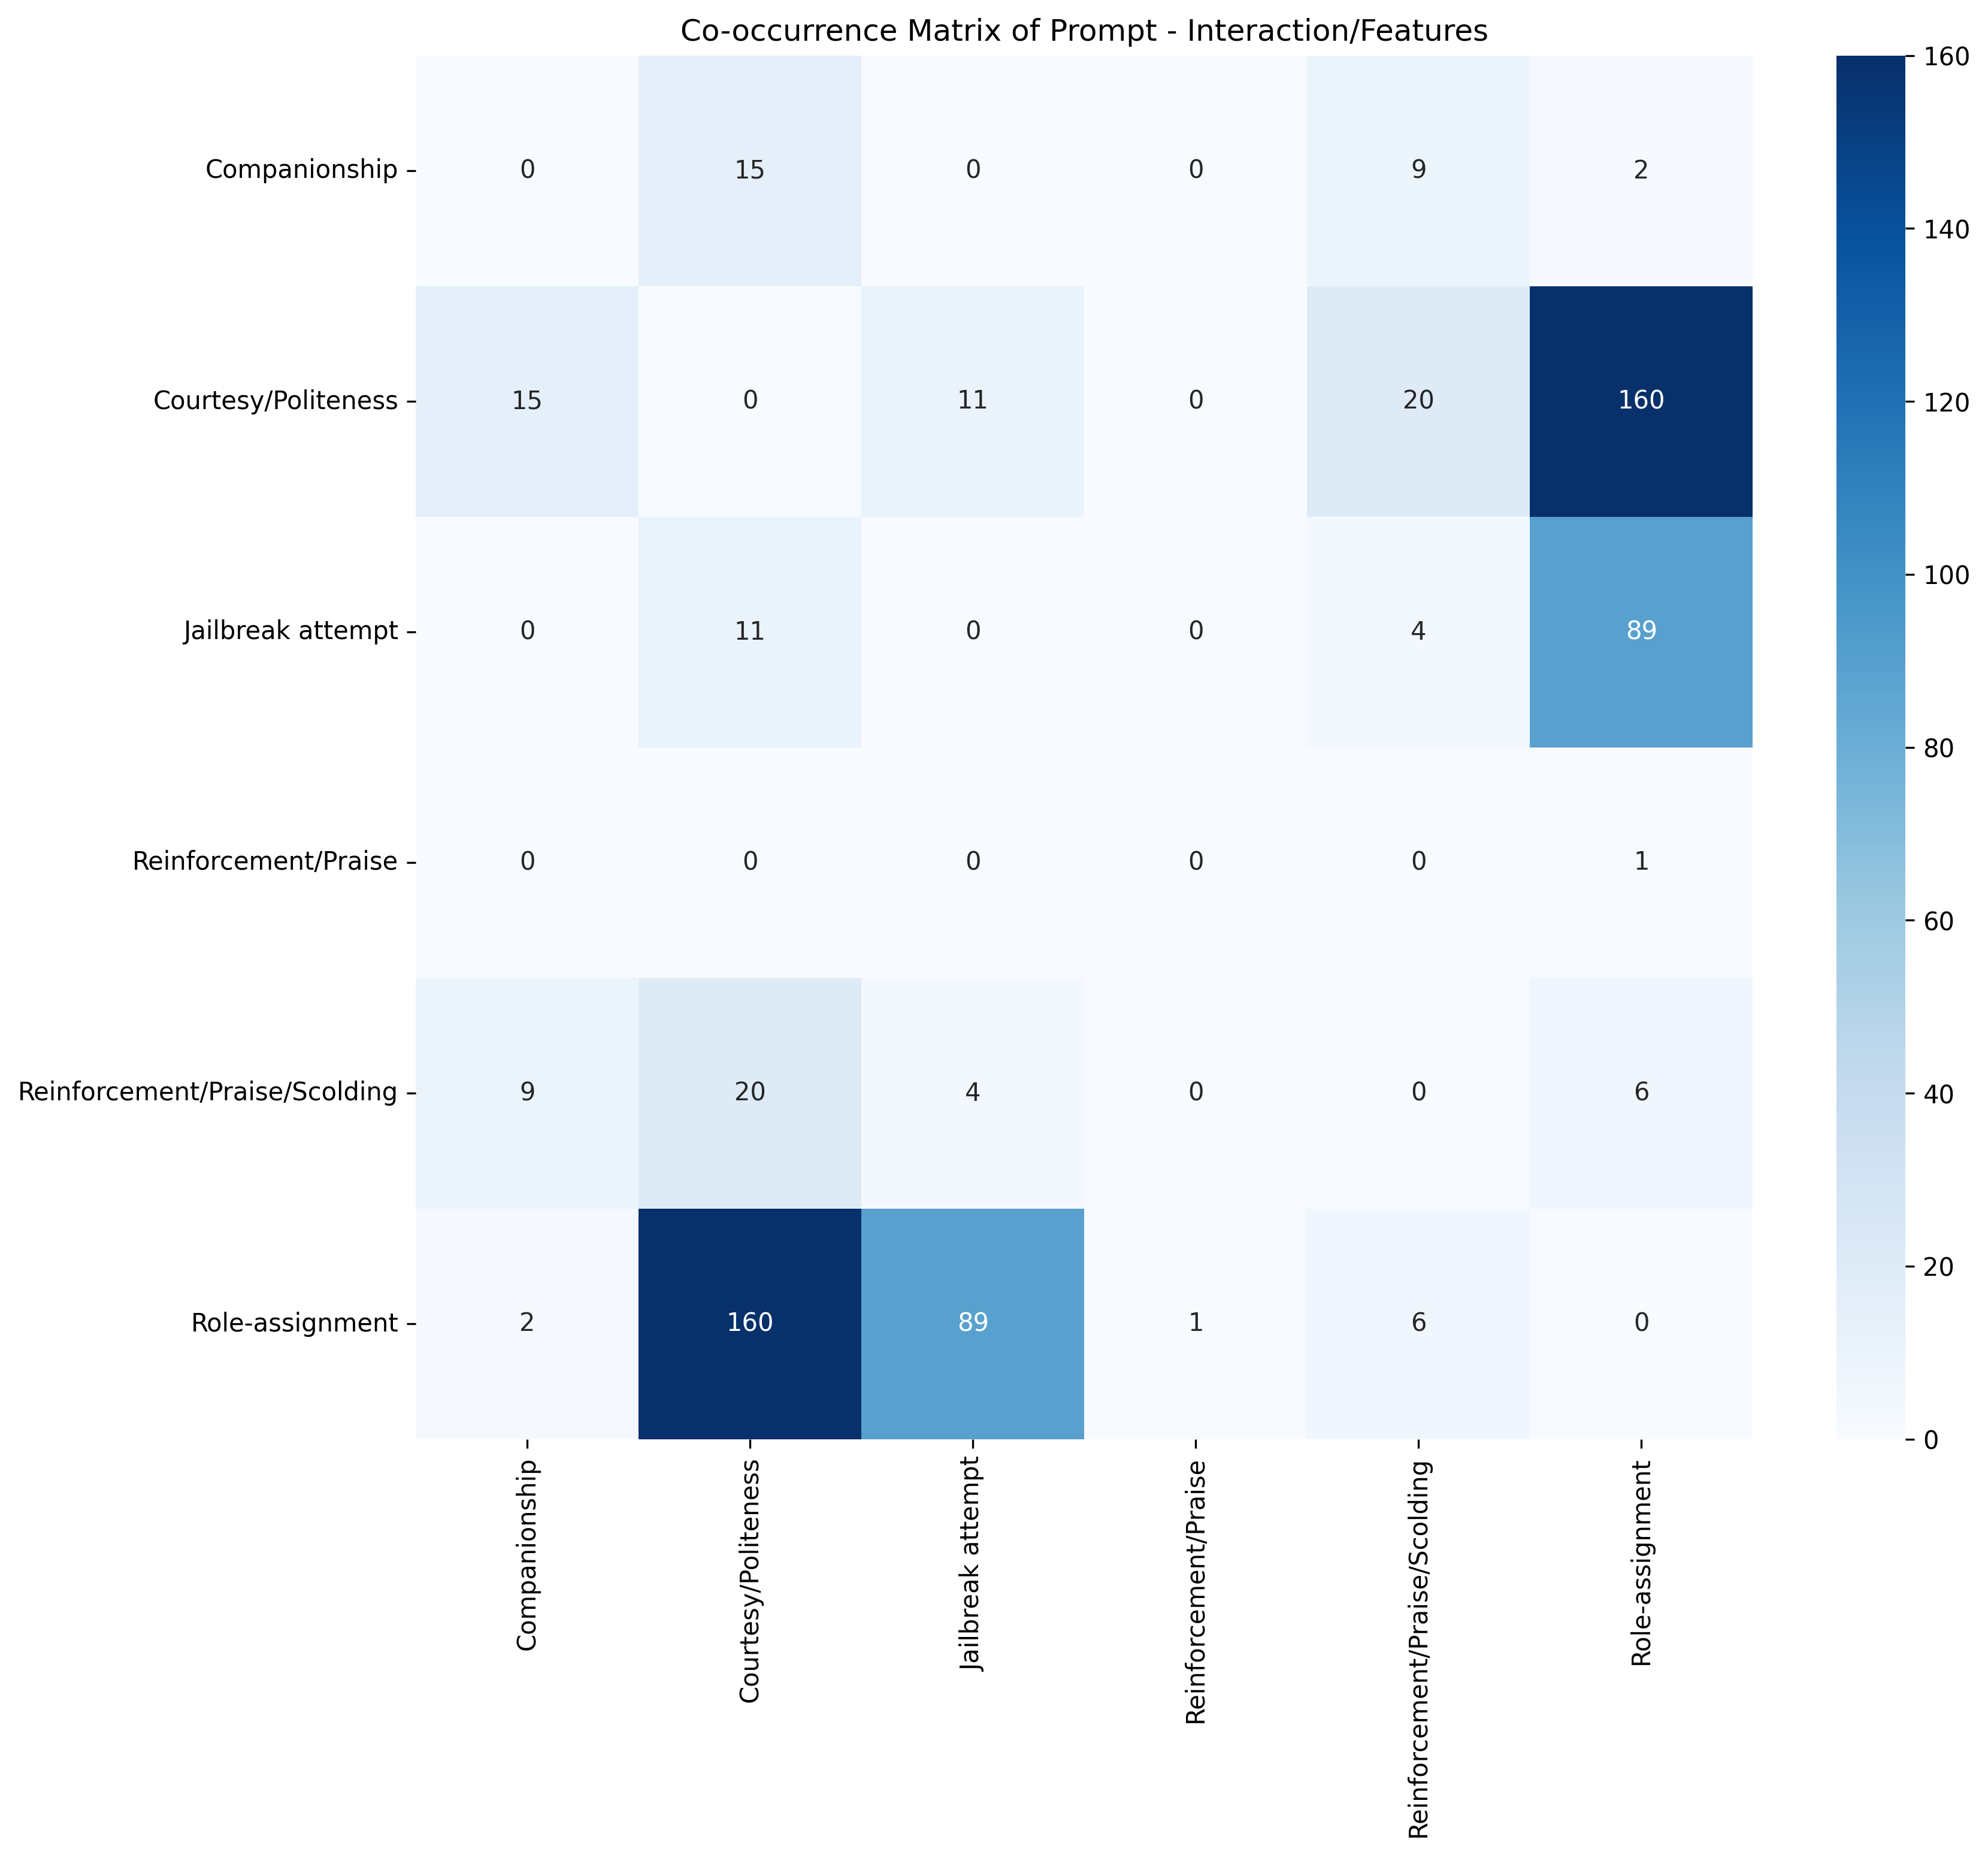 Co-occurrence Matrix of Prompt - Interaction/Features
Companionship 0 15 0 0 9 2
Courtesy/Politeness 15 0 11 0 20 160
Jailbreak attempt 0 11 0 0 4 89
Reinforcement/Praise 0 0 0 0 0 1
Reinforcement/Praise/Scolding 9 20 4 0 0 6
Role-assignment 2 160 89 1 6 0
Companionship
Courtesy/Politeness
Jailbreak attempt
Reinforcement/Praise
Reinforcement/Praise/Scolding
Role-assignment
160
140
120
100
80
60
40
20
0